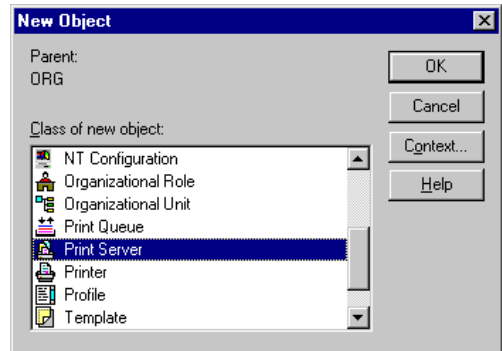 New Object
Parent:
ORG
Class of new object:
NT Configuration
Organizational Role
Organizational Unit
Print Queue
Print Server
Printer
Profile
Template
OK
Cancel
Context...
Help